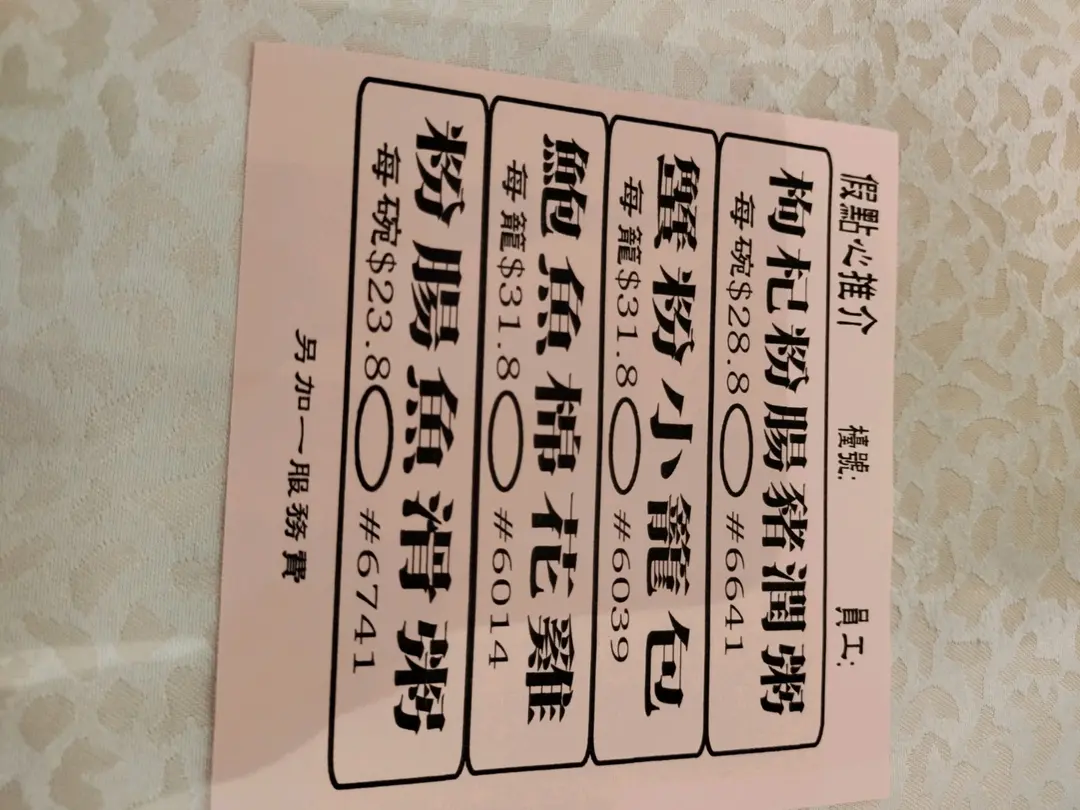 假點心推介 檯號: 員工:
枸杞粉腸豬潤粥
每碗$28.8 #6641
蟹粉小籠包
每籠$31.8 #6039
鮑魚棉花雞
每籠$31.8 #6014
粉腸魚滑粥
每碗$23.8 #6741
另加一服務費